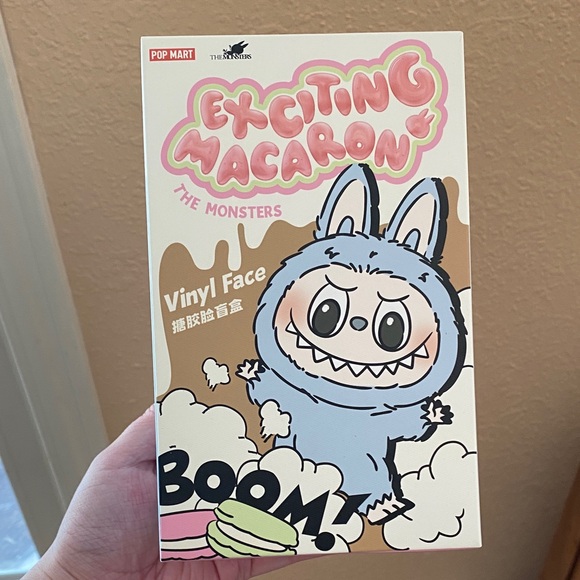 POP MART
THE MONSTERS
EXCITING
MACARON
THE MONSTERS
Vinyl Face
搪胶脸盲盒
BOOM!